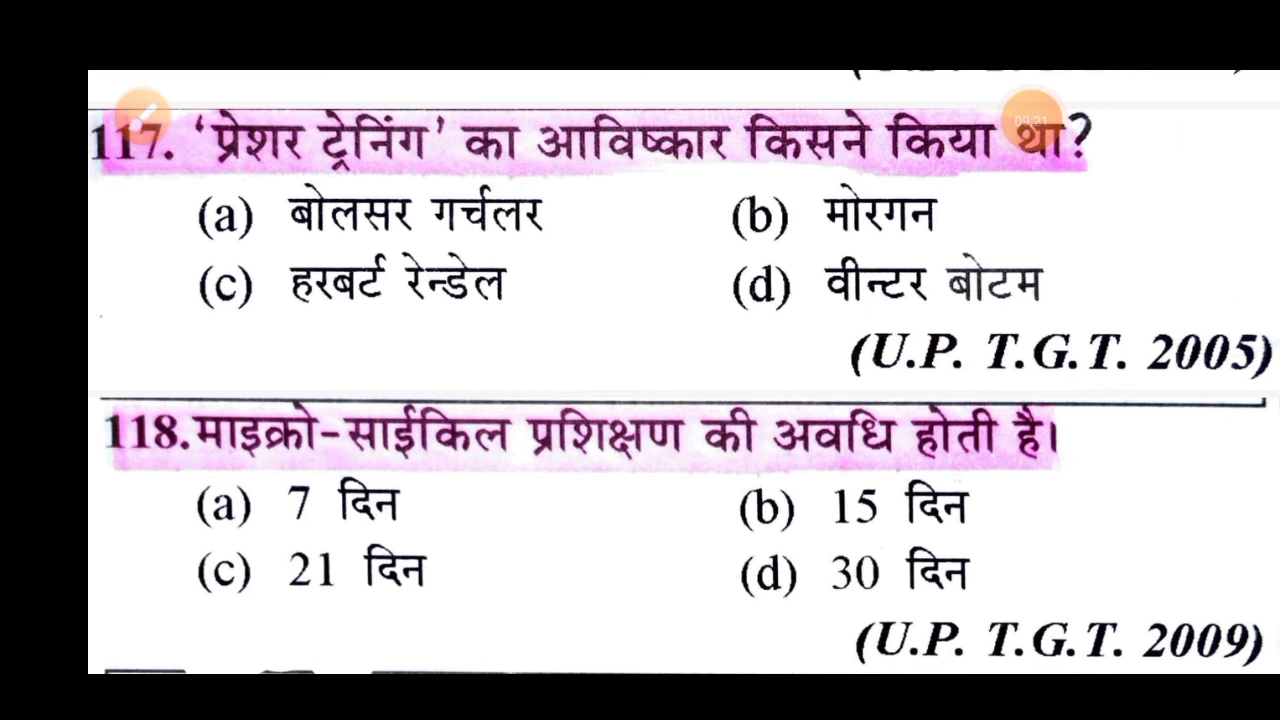 117. ‘प्रेशर ट्रेनिंग’ का आविष्कार किसने किया था?
(a) बोलसर गर्चलर (b) मोरगन
(c) हरबर्ट रेन्डेल (d) वीन्टर बोटम
(U.P. T.G.T. 2005)
118. माइक्रो-साईकिल प्रशिक्षण की अवधि होती है।
(a) 7 दिन (b) 15 दिन
(c) 21 दिन (d) 30 दिन
(U.P. T.G.T. 2009)